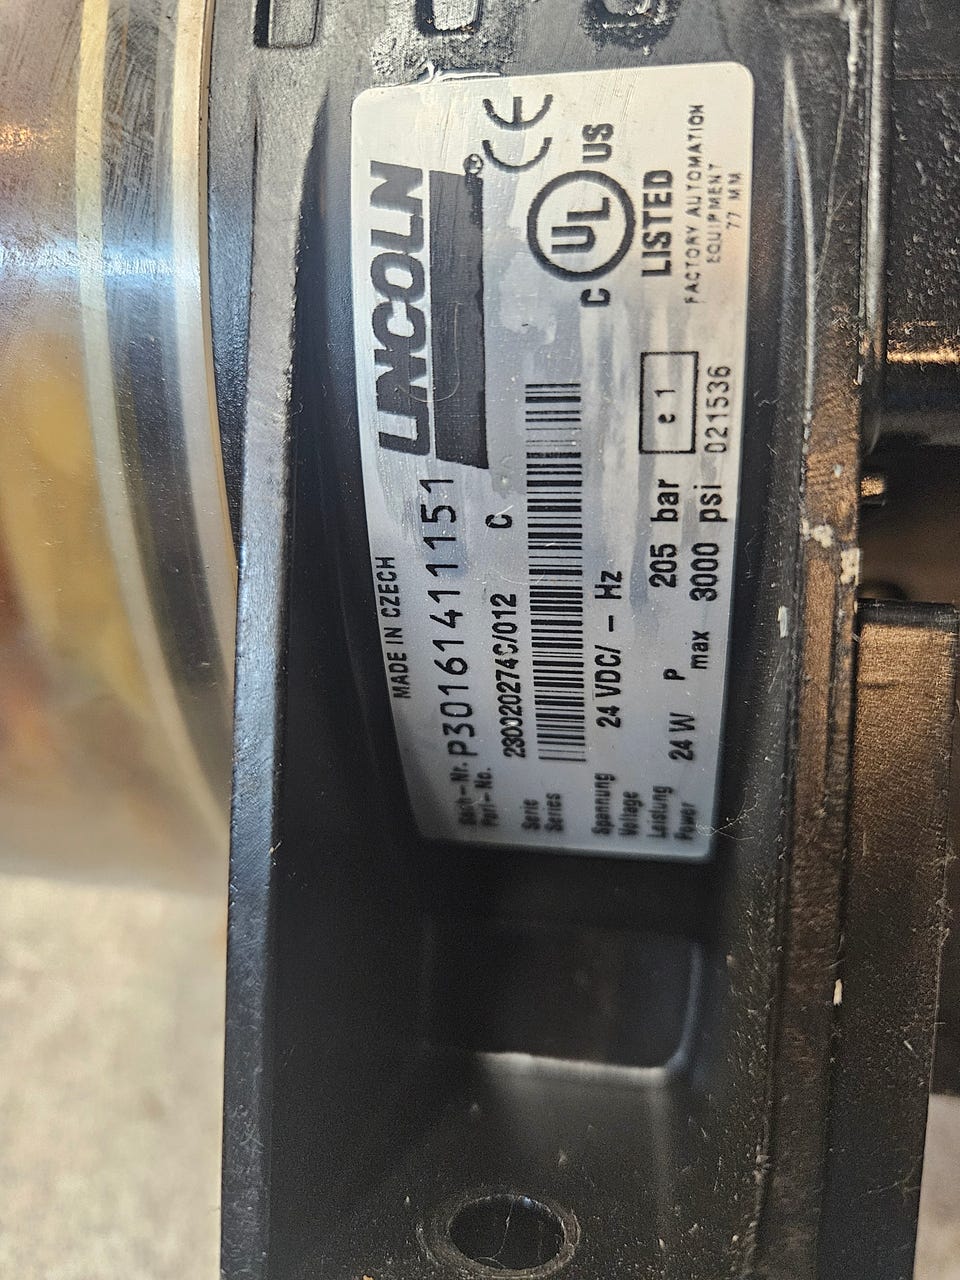 MADE IN CZECH
LINCOLN®
CE
Sach-Nr. P301614111151
Part-No.
C UL US
LISTED
FACTORY AUTOMATION
EQUIPMENT
77 MM
Serie 230020274C/012 C
Series
Spannung 24 VDC/ – Hz
Voltage
Leistung 24 W P max 205 bar
Power 3000 psi
e 1
021536